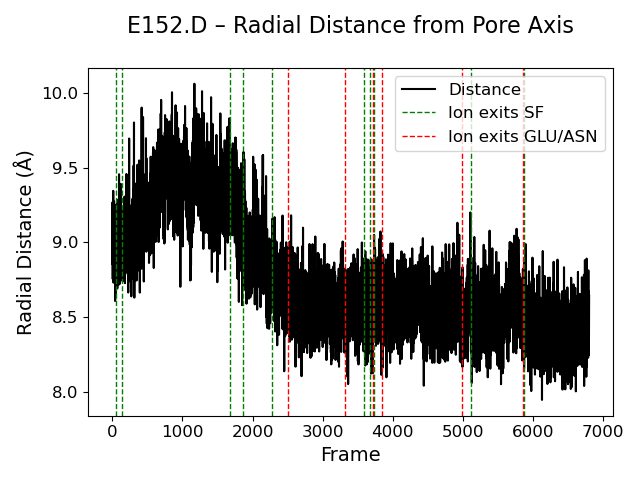 E152.D – Radial Distance from Pore Axis
Distance
Ion exits SF
Ion exits GLU/ASN
Radial Distance (Å)
10.0
9.5
9.0
8.5
8.0
0 1000 2000 3000 4000 5000 6000 7000
Frame